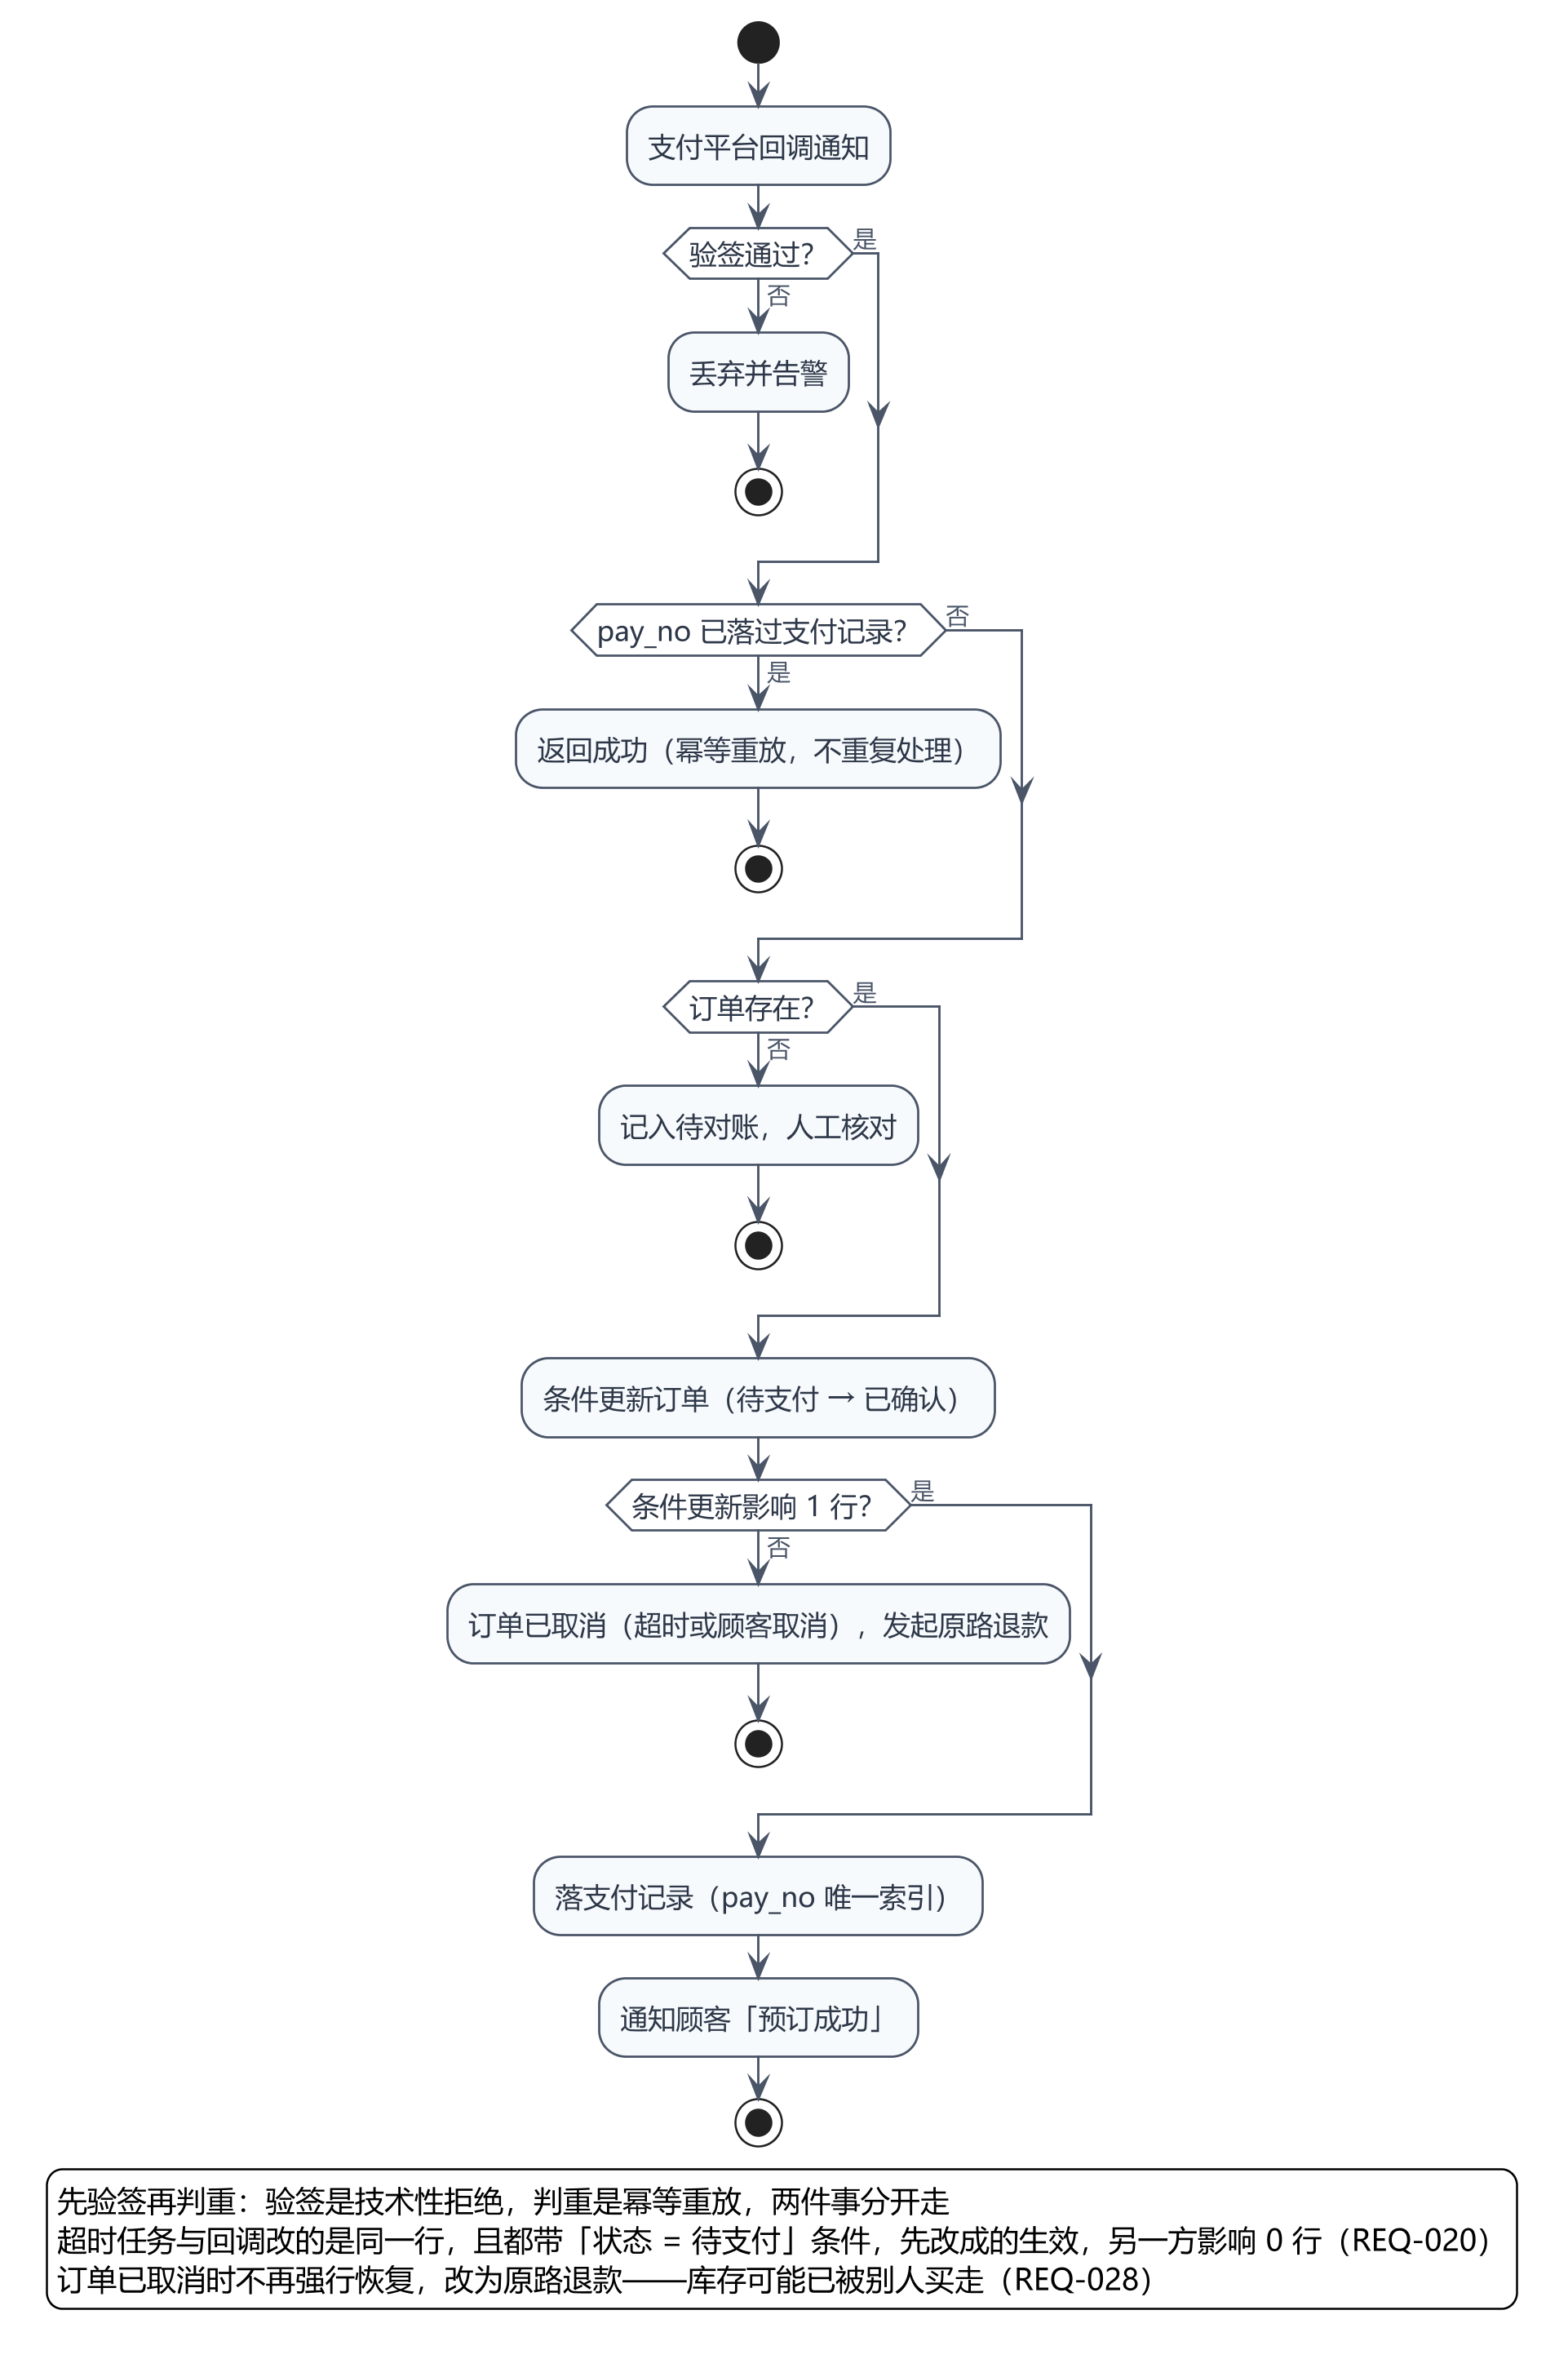 支付平台回调通知
验签通过？
是
否
丢弃并告警
pay_no 已落过支付记录？
否
是
返回成功（幂等重放，不重复处理）
订单存在？
是
否
记入待对账，人工核对
条件更新订单（待支付 → 已确认）
条件更新影响 1 行？
是
否
订单已取消（超时或顾客取消），发起原路退款
落支付记录（pay_no 唯一索引）
通知顾客「预订成功」
先验签再判重：验签是技术性拒绝，判重是幂等重放，两件事分开走
超时任务与回调改的是同一行，且都带「状态 = 待支付」条件，先改成的生效，另一方影响 0 行（REQ-020）
订单已取消时不再强行恢复，改为原路退款——库存可能已被别人买走（REQ-028）